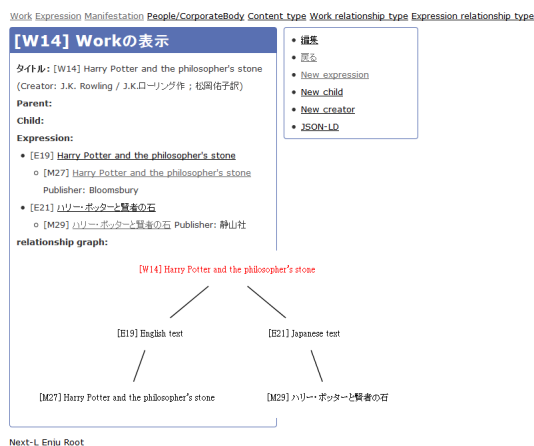 Work Expression Manifestation People/CorporateBody Content type Work relationship type Expression relationship type
[W14] Workの表示
タイトル: [W14] Harry Potter and the philosopher's stone
(Creator: J.K. Rowling / J.K.ローリング作 ; 松岡佑子訳)
Parent:
Child:
Expression:
[E19] Harry Potter and the philosopher's stone
[M27] Harry Potter and the philosopher's stone
Publisher: Bloomsbury
[E21] ハリー・ポッターと賢者の石
[M29] ハリー・ポッターと賢者の石 Publisher: 静山社
relationship graph:
[W14] Harry Potter and the philosopher's stone
[E19] English text
[E21] Japanese text
[M27] Harry Potter and the philosopher's stone
[M29] ハリー・ポッターと賢者の石
編集
戻る
New expression
New child
New creator
JSON-LD
Next-L Enju Root